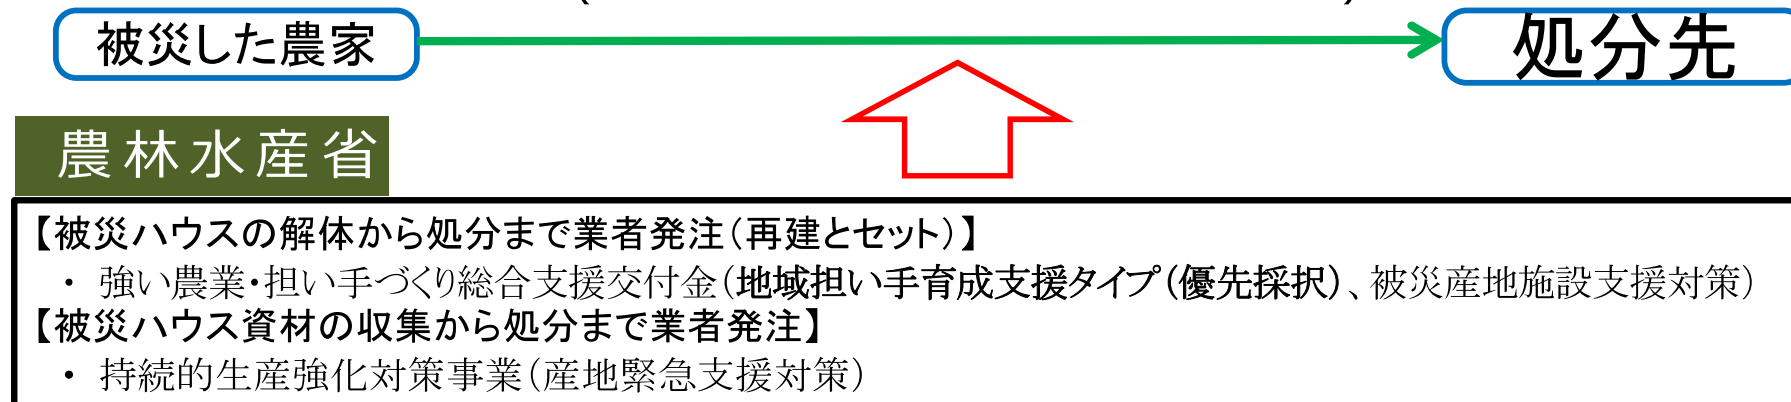 被災した農家
処分先
農林水産省
【被災ハウスの解体から処分まで業者発注（再建とセット）】
・ 強い農業・担い手づくり総合支援交付金（地域担い手育成支援タイプ（優先採択）、被災産地施設支援対策）
【被災ハウス資材の収集から処分まで業者発注】
・ 持続的生産強化対策事業（産地緊急支援対策）